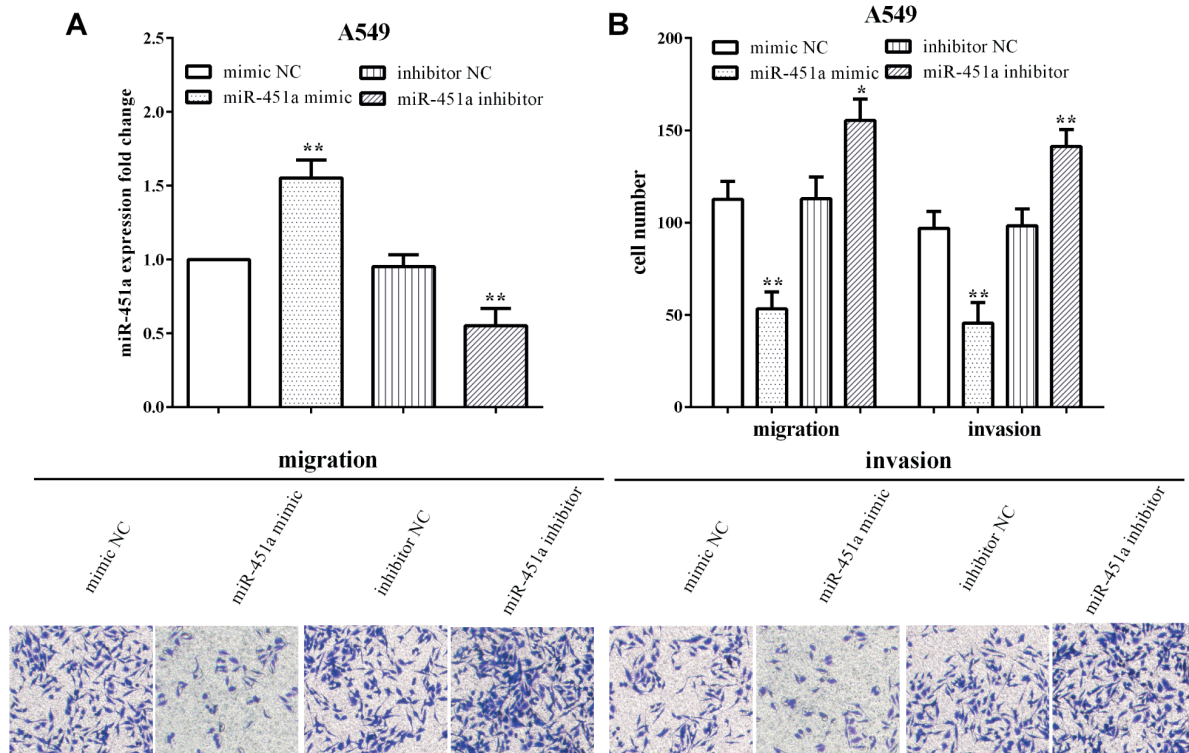 A
A549
2.5
2.0
1.5
1.0
0.5
0.0
miR-451a expression fold change
mimic NC
miR-451a mimic
inhibitor NC
miR-451a inhibitor
**
**
B
A549
200
150
100
50
0
cell number
mimic NC
miR-451a mimic
inhibitor NC
miR-451a inhibitor
**
*
**
**
migration
invasion
migration
mimic NC
miR-451a mimic
inhibitor NC
miR-451a inhibitor
invasion
mimic NC
miR-451a mimic
inhibitor NC
miR-451a inhibitor